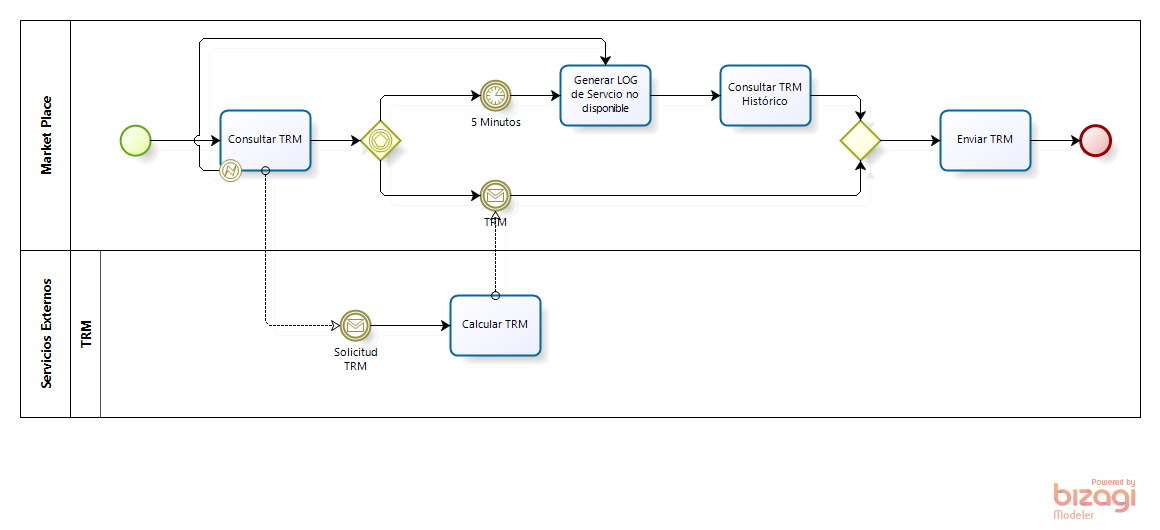 Market Place
Consultar TRM
5 Minutos
Generar LOG
de Servcio no
disponible
Consultar TRM
Histórico
TRM
Enviar TRM
Servicios Externos
TRM
Solicitud
TRM
Calcular TRM
Powered by
bizagi
Modeler